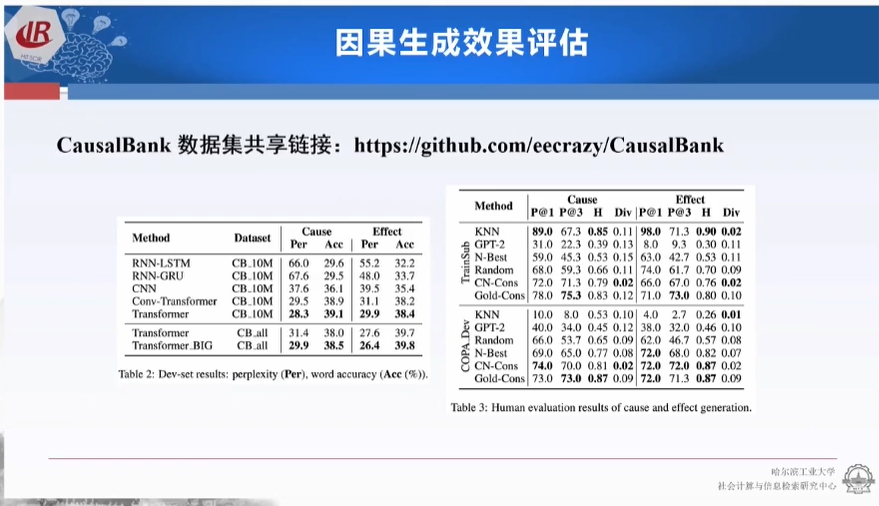 IR
HIT-SCIR
因果生成效果评估
CausalBank 数据集共享链接：https://github.com/eecrazy/CausalBank
Method Dataset Cause Effect
Per Acc Per Acc
RNN-LSTM CB_10M 66.0 29.6 55.2 32.2
RNN-GRU CB_10M 67.6 29.5 48.0 33.7
CNN CB_10M 37.6 36.1 39.5 35.4
Conv-Transformer CB_10M 29.5 38.9 31.1 38.2
Transformer CB_10M 28.3 39.1 29.9 38.4
Transformer CB_all 31.4 38.0 27.6 39.7
Transformer_BIG CB_all 29.9 38.5 26.4 39.8
Table 2: Dev-set results: perplexity (Per), word accuracy (Acc (%)).
Method Cause Effect
P@1 P@3 H Div P@1 P@3 H Div
TrainSub
KNN 89.0 67.3 0.85 0.11 98.0 71.3 0.90 0.02
GPT-2 31.0 22.3 0.39 0.13 8.0 9.3 0.30 0.11
N-Best 59.0 45.3 0.53 0.15 63.0 42.7 0.53 0.11
Random 68.0 59.3 0.66 0.11 74.0 61.7 0.70 0.09
CN-Cons 72.0 71.3 0.79 0.02 66.0 67.0 0.76 0.02
Gold-Cons 78.0 75.3 0.83 0.12 71.0 73.0 0.80 0.10
COPA_Dev
KNN 10.0 8.0 0.53 0.10 4.0 2.7 0.26 0.01
GPT-2 40.0 34.0 0.45 0.12 38.0 32.0 0.46 0.10
Random 66.0 53.7 0.65 0.09 62.0 46.7 0.57 0.08
N-Best 69.0 65.0 0.77 0.08 72.0 68.0 0.82 0.07
CN-Cons 74.0 70.0 0.81 0.02 72.0 72.0 0.87 0.02
Gold-Cons 73.0 73.0 0.87 0.09 72.0 71.3 0.87 0.09
Table 3: Human evaluation results of cause and effect generation.
哈尔滨工业大学
社会计算与信息检索研究中心